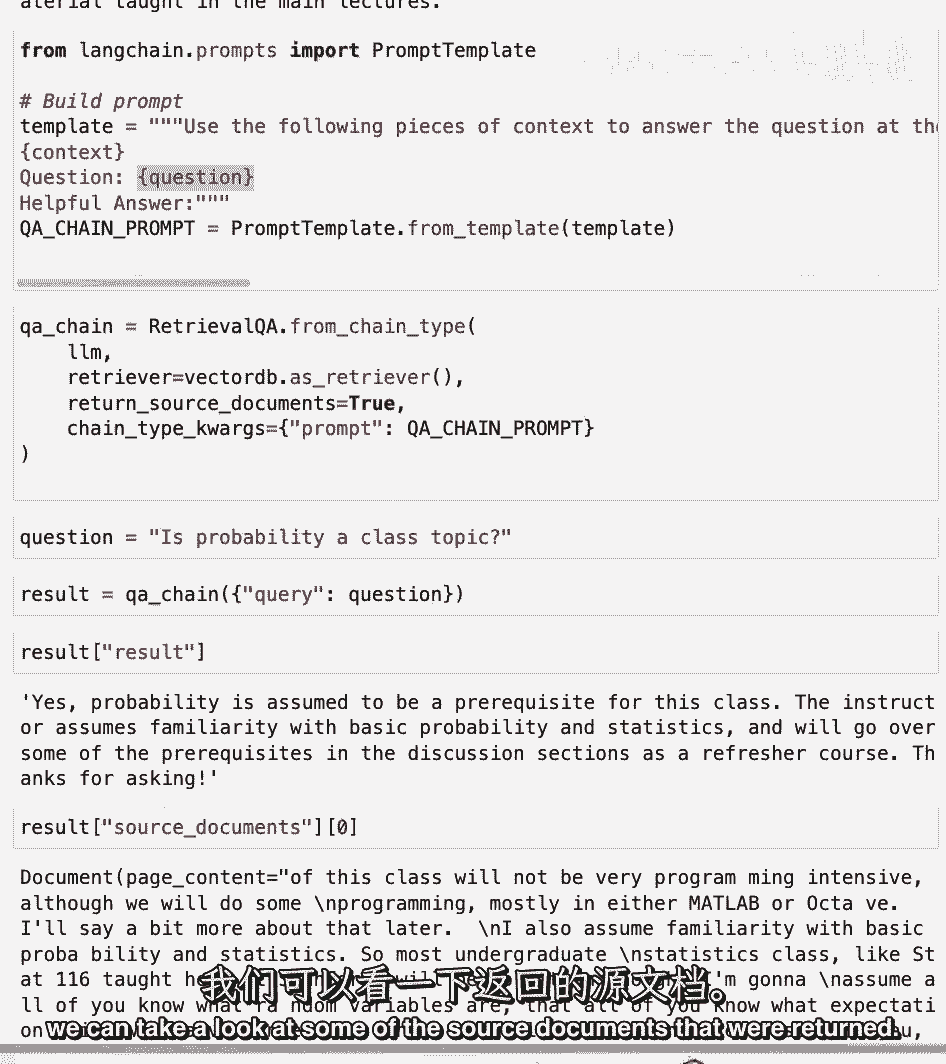 aterial taught in the main lectures.
from langchain.prompts import PromptTemplate
# Build prompt
template = """Use the following pieces of context to answer the question at the
{context}
Question: {question}
Helpful Answer:"""
QA_CHAIN_PROMPT = PromptTemplate.from_template(template)
qa_chain = RetrievalQA.from_chain_type(
    llm,
    retriever=vectordb.as_retriever(),
    return_source_documents=True,
    chain_type_kwargs={"prompt": QA_CHAIN_PROMPT}
)
question = "Is probability a class topic?"
result = qa_chain({"query": question})
result["result"]
'Yes, probability is assumed to be a prerequisite for this class. The instruct
or assumes familiarity with basic probability and statistics, and will go over
some of the prerequisites in the discussion sections as a refresher course. Th
anks for asking!'
result["source_documents"][0]
Document(page_content="of this class will not be very program ming intensive,
although we will do some \nprogramming, mostly in either MATLAB or Octa ve.
I'll say a bit more about that later.  \nI also assume familiarity with basic
proba bility and statistics. So most undergraduate \nstatistics class, like St
at 116 taught gonna \nassume a
我们可以看一下返回的源文档。
ll of you know what ra ndom variables are, that all of you know what expectati
on
we can take a look at some of the source documents that were returned.